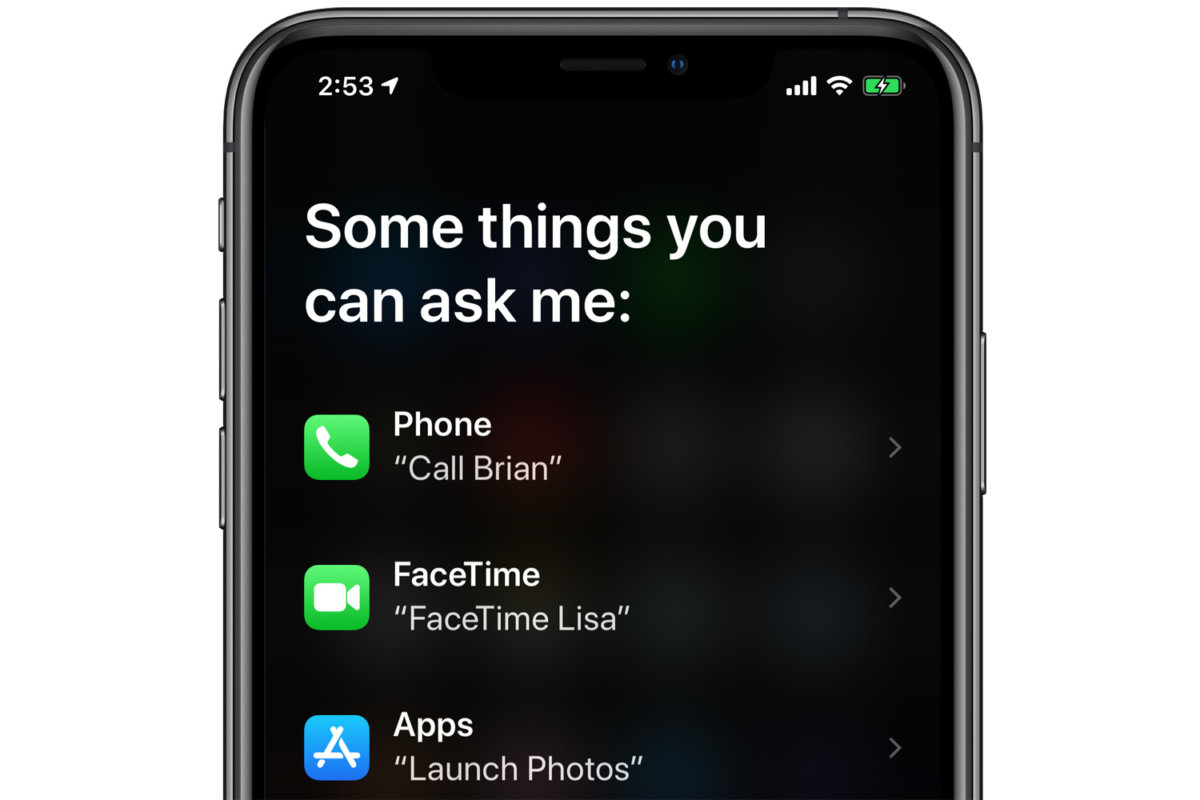 2:53
Some things you
can ask me:
Phone
“Call Brian”
FaceTime
“FaceTime Lisa”
Apps
“Launch Photos”